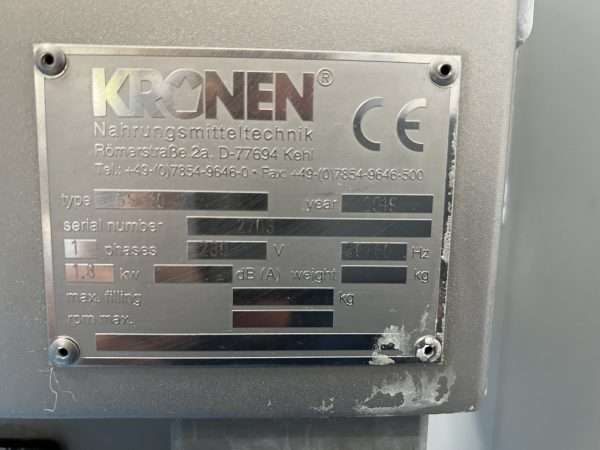 KRONEN®
Nahrungsmitteltechnik
Römerstraße 2a, D-77694 Kehl
Tel.: +49-(0)7854-9646-0 • Fax: +49-(0)7854-9646-500
CE
type year
serial number
1 phases V Hz
1,8 kw dB (A) weight kg
max. filling kg
rpm max.